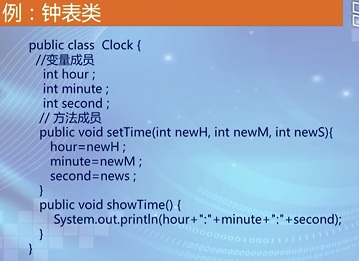 例：钟表类
public class Clock {
//变量成员
int hour ;
int minute ;
int second ;
// 方法成员
public void setTime(int newH, int newM, int newS){
hour=newH ;
minute=newM ;
second=news ;
}
public void showTime() {
System.out.println(hour+":"+minute+":"+second);
}
}